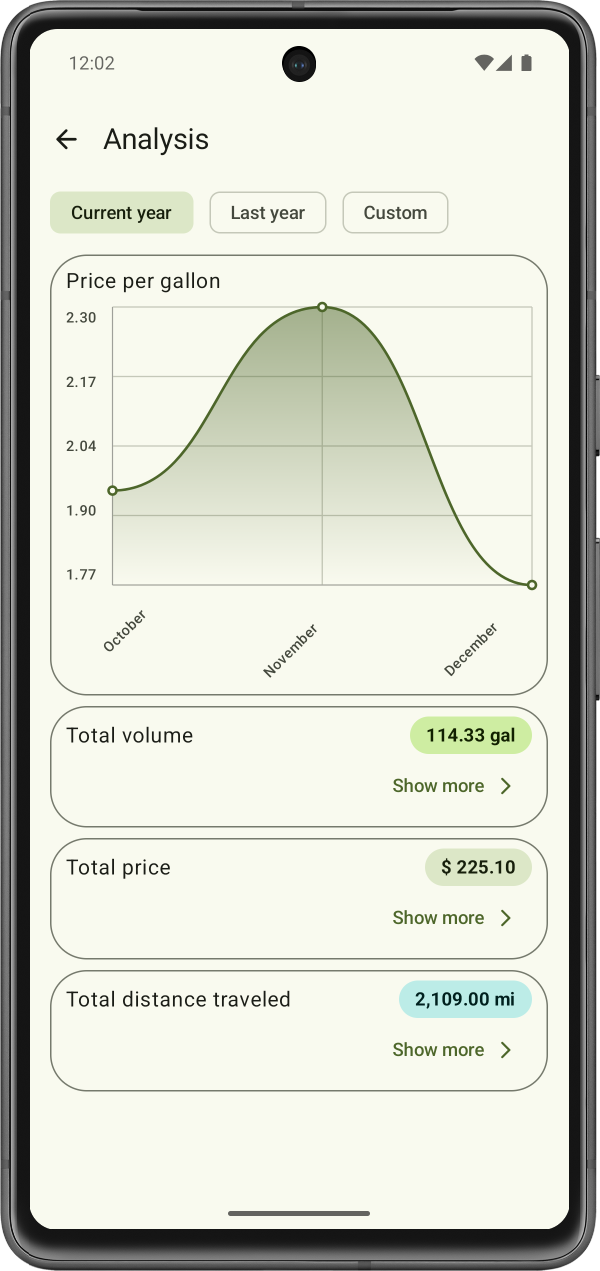 12:02
Analysis
Current year
Last year
Custom
Price per gallon
2.30
2.17
2.04
1.90
1.77
October
November
December
Total volume
114.33 gal
Show more
Total price
$ 225.10
Show more
Total distance traveled
2,109.00 mi
Show more